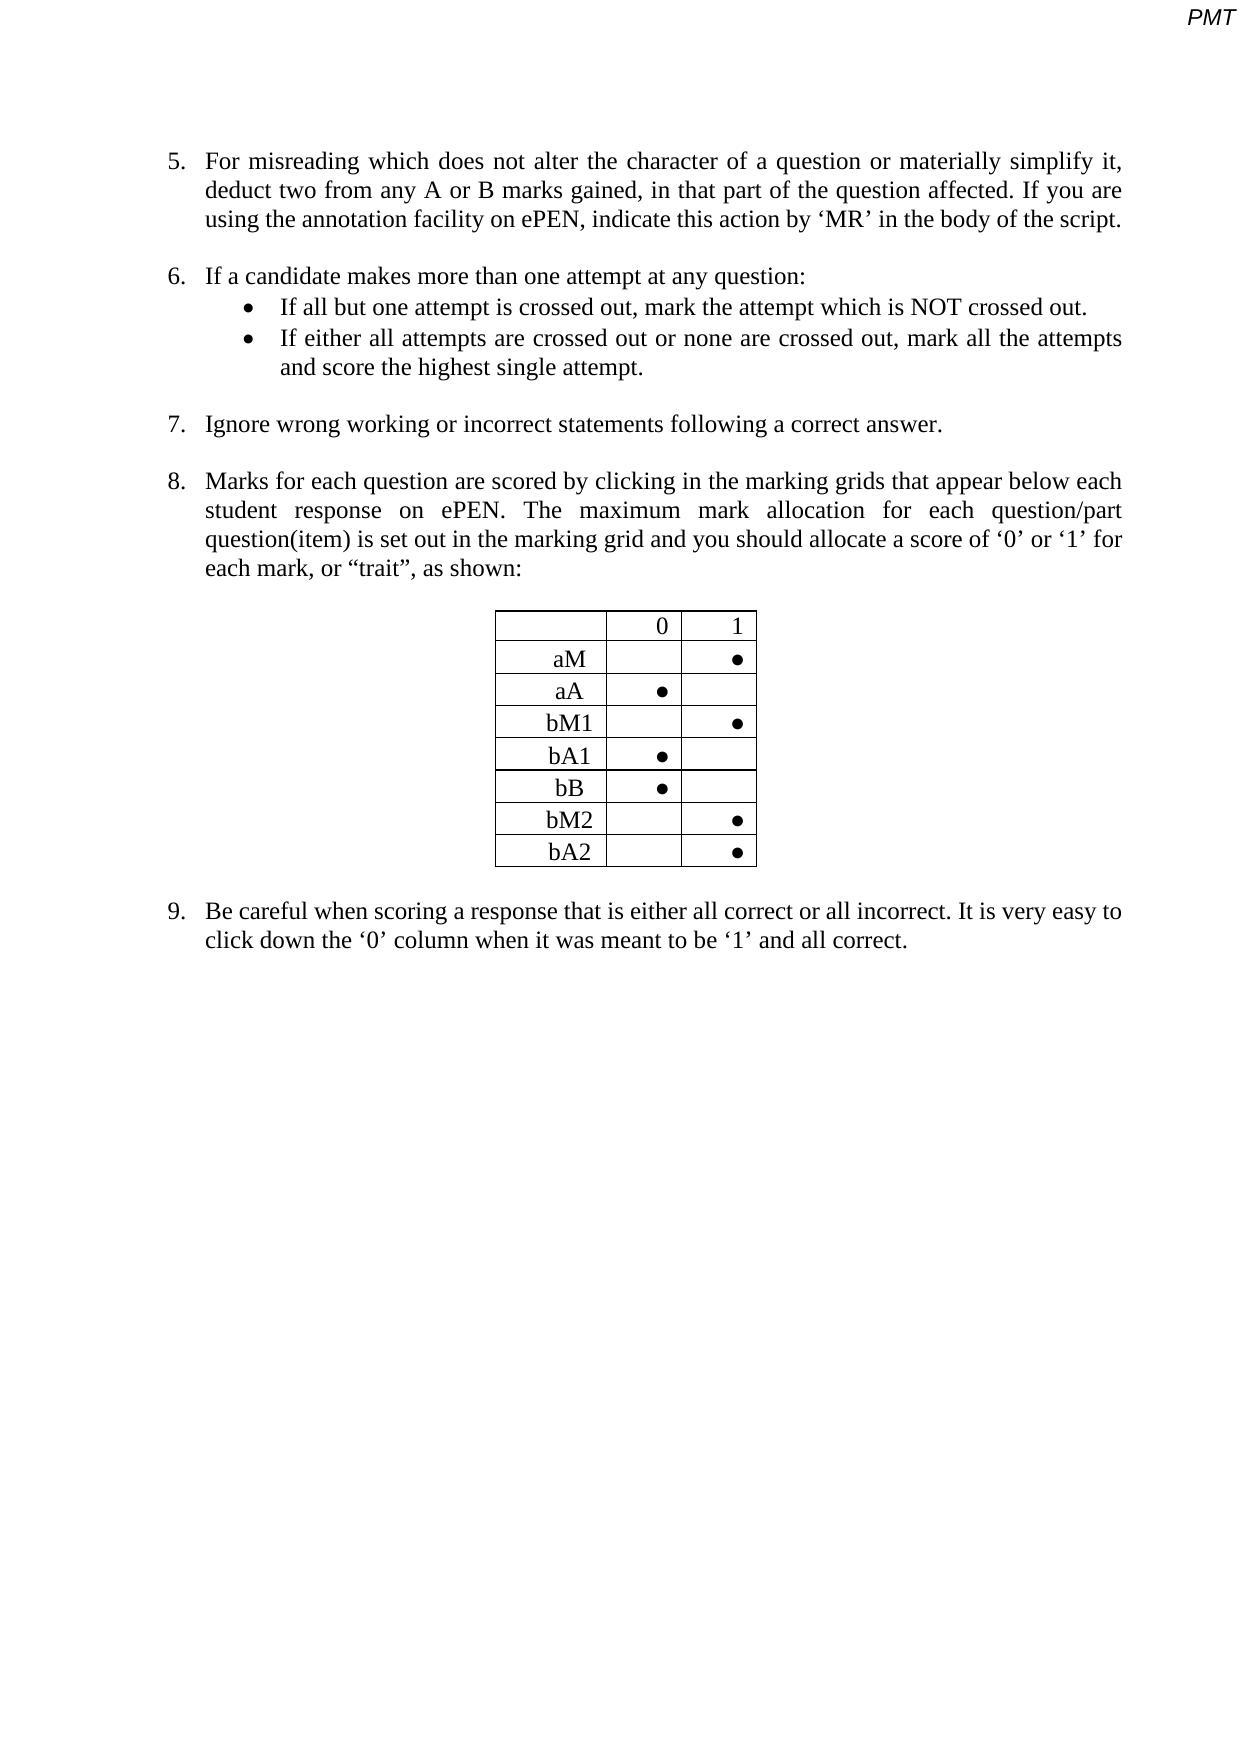 PMT
5. For misreading which does not alter the character of a question or materially simplify it,
deduct two from any A or B marks gained, in that part of the question affected. If you are
using the annotation facility on ePEN, indicate this action by ‘MR’ in the body of the script.
6. If a candidate makes more than one attempt at any question:
• If all but one attempt is crossed out, mark the attempt which is NOT crossed out.
• If either all attempts are crossed out or none are crossed out, mark all the attempts
and score the highest single attempt.
7. Ignore wrong working or incorrect statements following a correct answer.
8. Marks for each question are scored by clicking in the marking grids that appear below each
student response on ePEN. The maximum mark allocation for each question/part
question(item) is set out in the marking grid and you should allocate a score of ‘0’ or ‘1’ for
each mark, or “trait”, as shown:
0 1
aM ●
aA ●
bM1 ●
bA1 ●
bB ●
bM2 ●
bA2 ●
9. Be careful when scoring a response that is either all correct or all incorrect. It is very easy to
click down the ‘0’ column when it was meant to be ‘1’ and all correct.